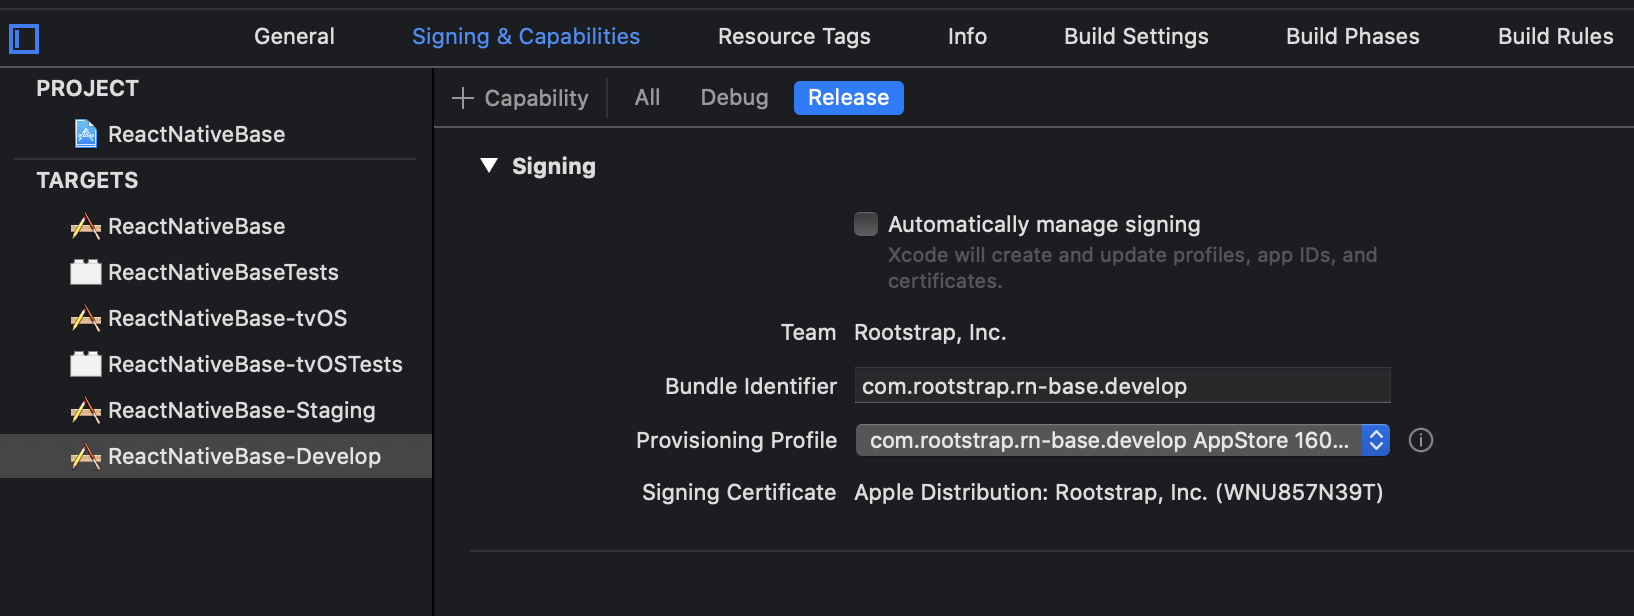 General Signing & Capabilities Resource Tags Info Build Settings Build Phases Build Rules
PROJECT
ReactNativeBase
TARGETS
ReactNativeBase
ReactNativeBaseTests
ReactNativeBase-tvOS
ReactNativeBase-tvOSTests
ReactNativeBase-Staging
ReactNativeBase-Develop
+ Capability All Debug Release
Signing
Automatically manage signing
Xcode will create and update profiles, app IDs, and
certificates.
Team Rootstrap, Inc.
Bundle Identifier com.rootstrap.rn-base.develop
Provisioning Profile com.rootstrap.rn-base.develop AppStore 160...
Signing Certificate Apple Distribution: Rootstrap, Inc. (WNU857N39T)